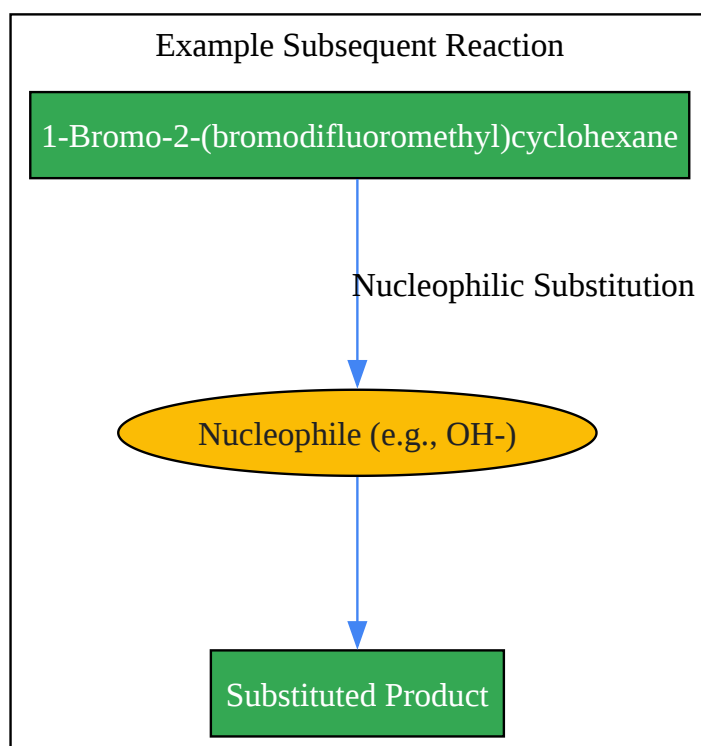 Example Subsequent Reaction
1-Bromo-2-(bromodifluoromethyl)cyclohexane
Nucleophilic Substitution
Nucleophile (e.g., OH-)
Substituted Product